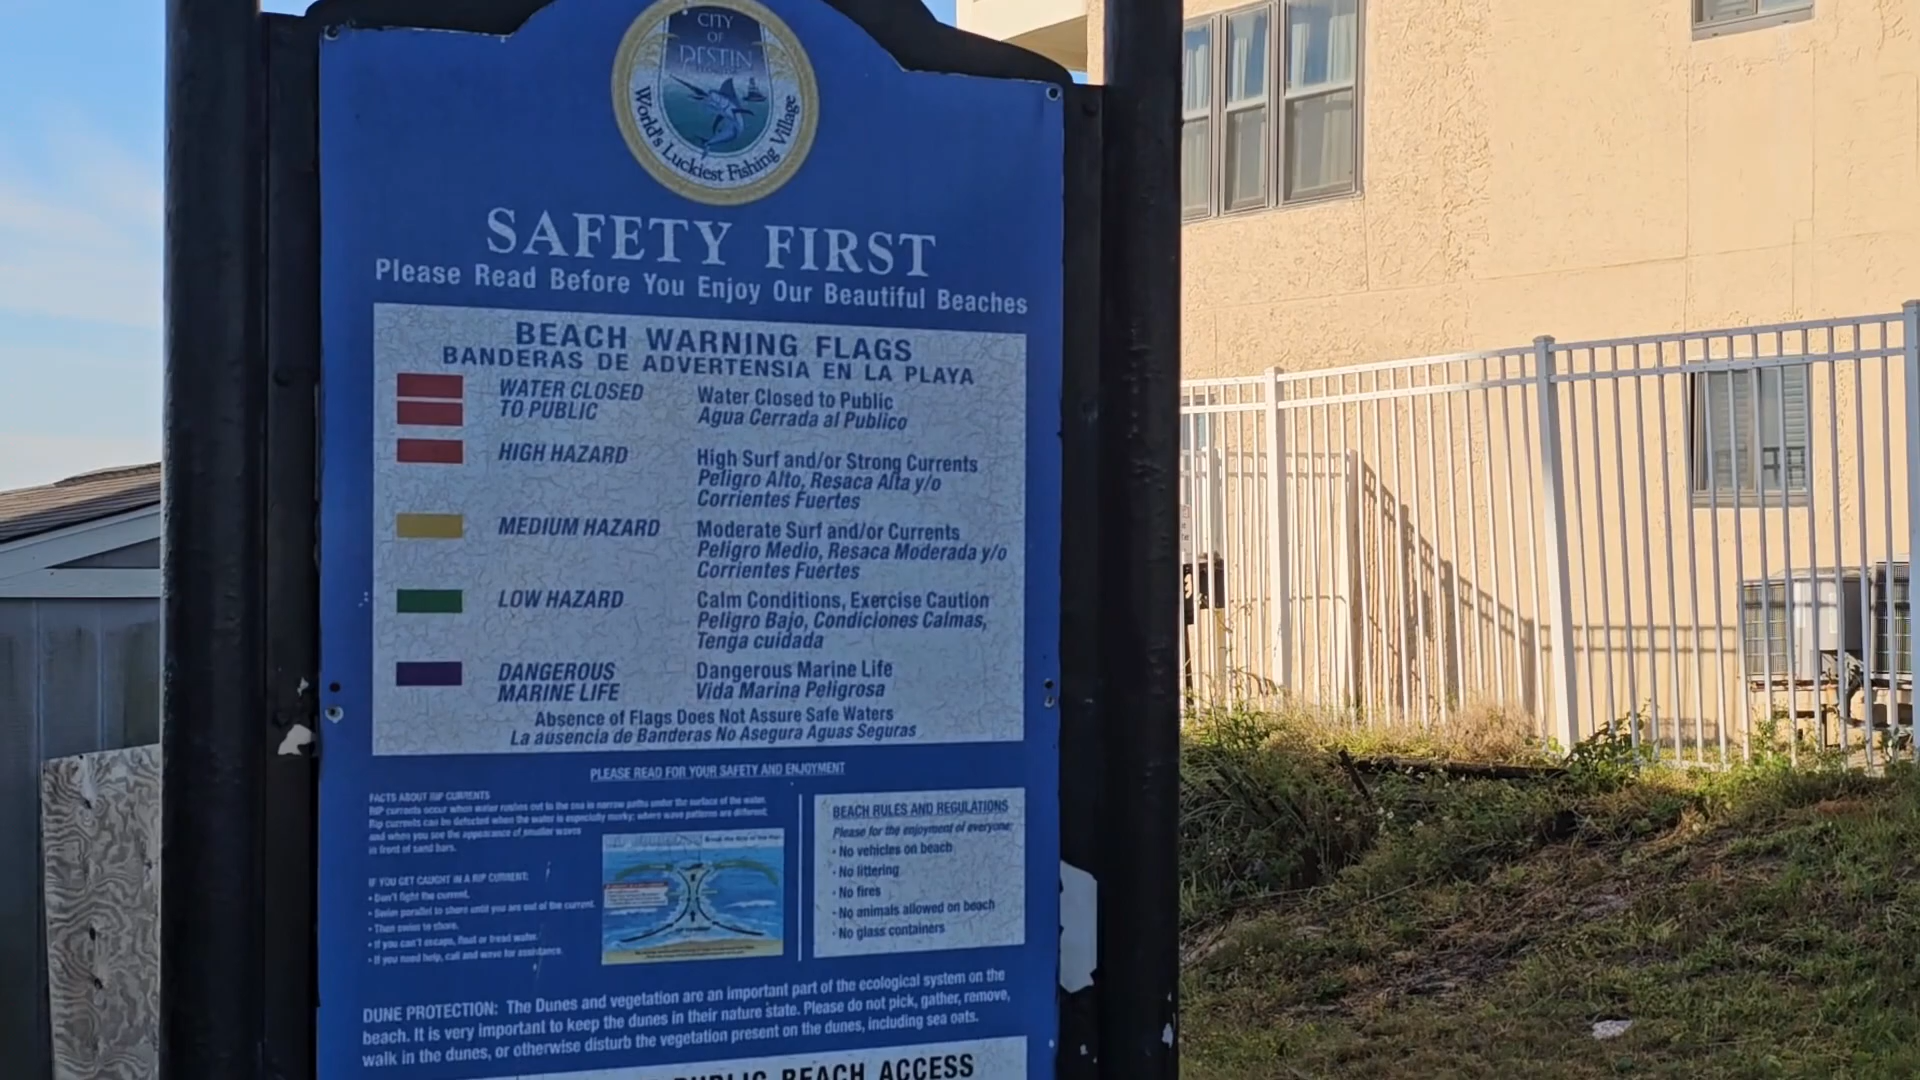 CITY
OF
DESTIN
World's Luckiest Fishing Village
SAFETY FIRST
Please Read Before You Enjoy Our Beautiful Beaches
BEACH WARNING FLAGS
BANDERAS DE ADVERTENSIA EN LA PLAYA
WATER CLOSED
TO PUBLIC
Water Closed to Public
Agua Cerrada al Publico
HIGH HAZARD
High Surf and/or Strong Currents
Peligro Alto, Resaca Alta y/o
Corrientes Fuertes
MEDIUM HAZARD
Moderate Surf and/or Currents
Peligro Medio, Resaca Moderada y/o
Corrientes Fuertes
LOW HAZARD
Calm Conditions, Exercise Caution
Peligro Bajo, Condiciones Calmas,
Tenga cuidada
DANGEROUS
MARINE LIFE
Dangerous Marine Life
Vida Marina Peligrosa
Absence of Flags Does Not Assure Safe Waters
La ausencia de Banderas No Asegura Aguas Seguras
PLEASE READ FOR YOUR SAFETY AND ENJOYMENT
FACTS ABOUT RIP CURRENTS
RIP currents occur when water rushes out to the sea in narrow paths under the surface of the water.
Rip currents can be detected when the water is especially murky; where wave patterns are different;
and when you see the appearance of smaller waves
in front of sand bars.
IF YOU GET CAUGHT IN A RIP CURRENT:
• Don't fight the current.
• Swim parallel to shore until you are out of the current.
• Then swim to shore.
• If you can't escape, float or tread water.
• If you need help, call and wave for assistance.
BEACH RULES AND REGULATIONS
Please for the enjoyment of everyone:
• No vehicles on beach
• No littering
• No fires
• No animals allowed on beach
• No glass containers
DUNE PROTECTION: The Dunes and vegetation are an important part of the ecological system on the
beach. It is very important to keep the dunes in their nature state. Please do not pick, gather, remove,
walk in the dunes, or otherwise disturb the vegetation present on the dunes, including sea oats.
PUBLIC BEACH ACCESS